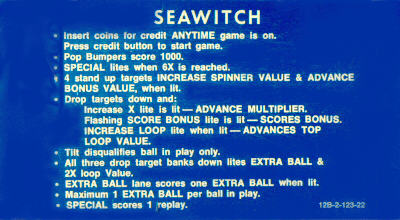 SEAWITCH
• Insert coins for credit ANYTIME game is on.
Press credit button to start game.
• Pop Bumpers score 1000.
• SPECIAL lites when 6X is reached.
• 4 stand up targets INCREASE SPINNER VALUE & ADVANCE
BONUS VALUE, when lit.
• Drop targets down and:
Increase X lite is lit — ADVANCE MULTIPLIER.
Flashing SCORE BONUS lite is lit — SCORES BONUS.
INCREASE LOOP lite when lit — ADVANCES TOP
LOOP VALUE.
• Tilt disqualifies ball in play only.
• All three drop target banks down lites EXTRA BALL &
2X loop Value.
• EXTRA BALL lane scores one EXTRA BALL when lit.
• Maximum 1 EXTRA BALL per ball in play.
• SPECIAL scores 1 replay.
12B-2-123-22